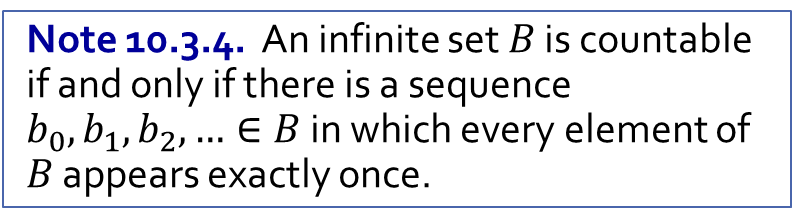 Note 10.3.4. An infinite set B is countable
if and only if there is a sequence
b₀, b₁, b₂, … ∈ B in which every element of
B appears exactly once.